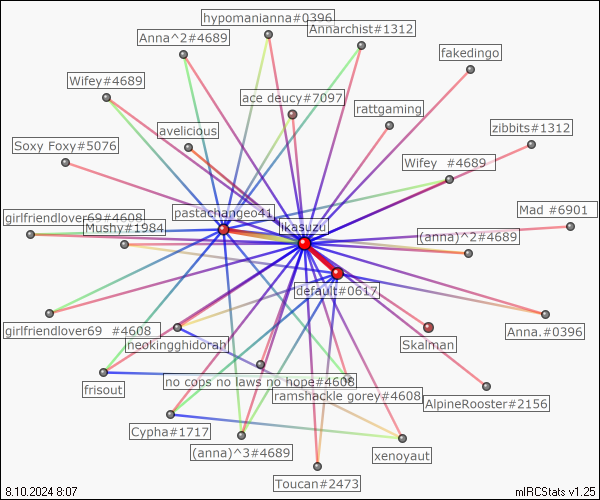 hypomanianna#0396
Annarchist#1312
Anna^2#4689
fakedingo
Wifey#4689
ace deucy#7097
rattgaming
avelicious
zibbits#1312
Soxy Foxy#5076
Wifey #4689
pastachangeo41
Mad #6901
girlfriendlover69#4608
Mushy#1984
likasuzu
(anna)^2#4689
default#0617
girlfriendlover69 #4608
neokingghidorah
Skalman
Anna.#0396
no cops no laws no hope#4608
frisout
ramshackle gorey#4608
AlpineRooster#2156
Cypha#1717
(anna)^3#4689
xenoyaut
Toucan#2473
8.10.2024 8:07
mIRCStats v1.25